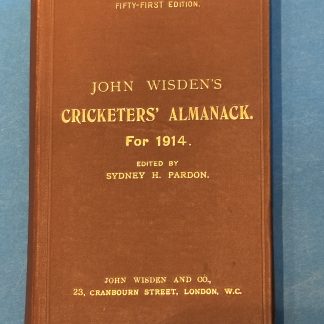 FIFTY-FIRST EDITION.
JOHN WISDEN'S
CRICKETERS' ALMANACK.
For 1914.
EDITED BY
SYDNEY H. PARDON.
JOHN WISDEN AND CO.,
23, CRANBOURN STREET, LONDON, W.C.